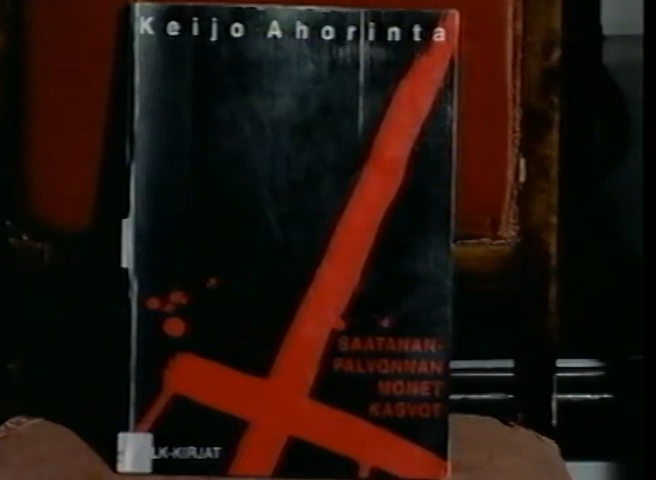 Keijo Ahorinta
SAATANAN-
PALVONNAN
MONET
KASVOT
LK-KIRJAT